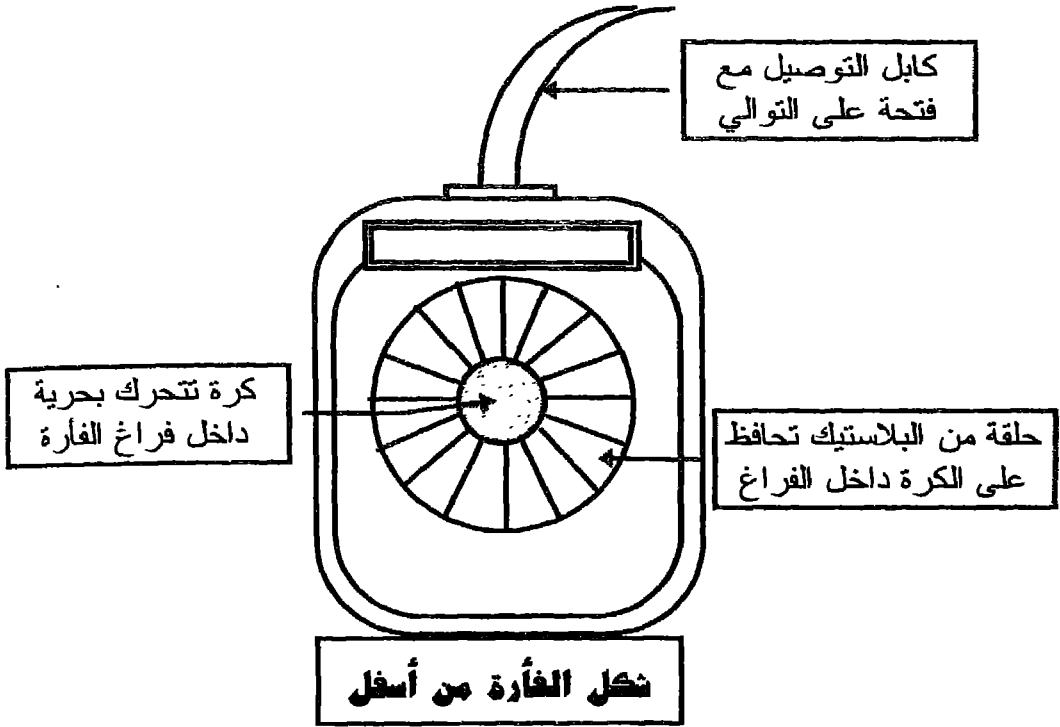 كابل التوصيل مع
فتحة على التوالي
كرة تتحرك بحرية
داخل فراغ الفأرة
حلقة من البلاستيك تحافظ
على الكرة داخل الفراغ
شكل الفأرة من أسفل